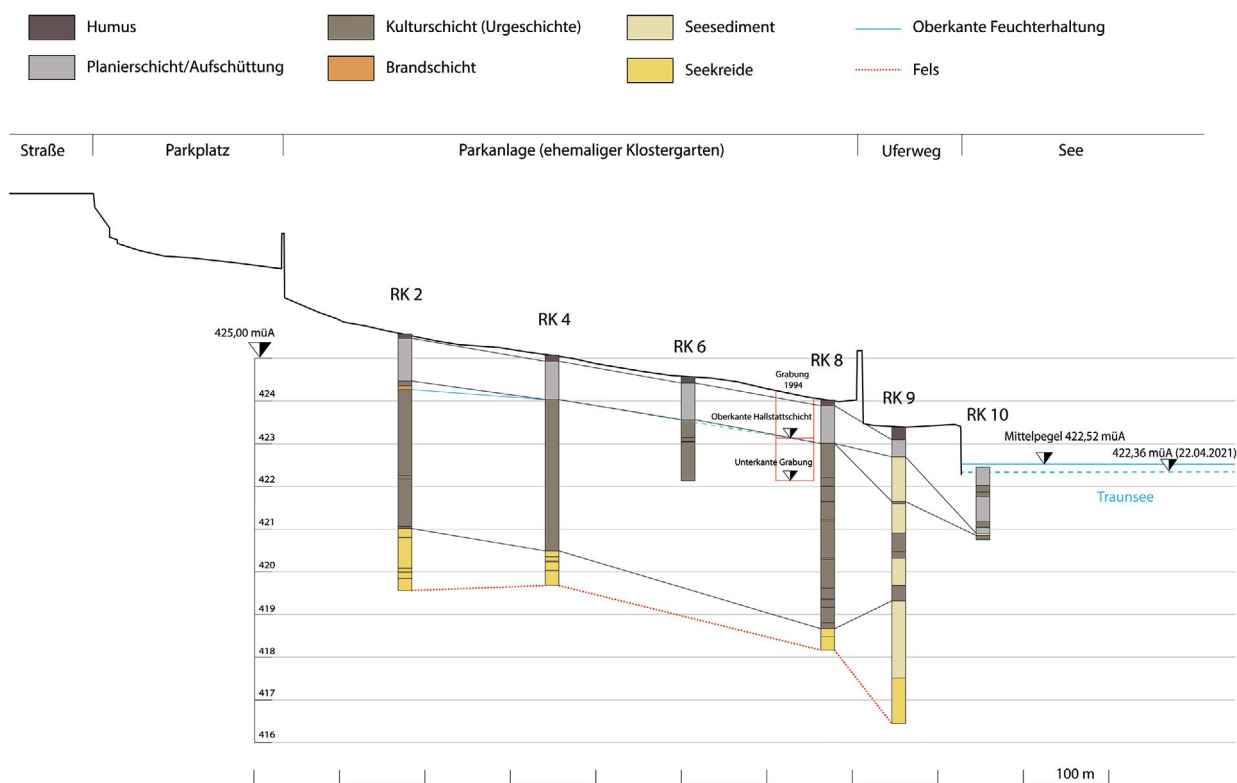 Humus
Kulturschicht (Urgeschichte)
Seesediment
Oberkante Feuchterhaltung
Planierschicht/Aufschüttung
Brandschicht
Seekreide
Fels
Straße
Parkplatz
Parkanlage (ehemaliger Klostergarten)
Uferweg
See
RK 2
RK 4
425,00 müA
RK 6
RK 8
Grabung
1994
424
RK 9
RK 10
Oberkante Hallstattschicht
Mittelpegel 422,52 müA
423
422,36 müA (22.04.2021)
Unterkante Grabung
422
Traunsee
421
420
419
418
417
416
100 m